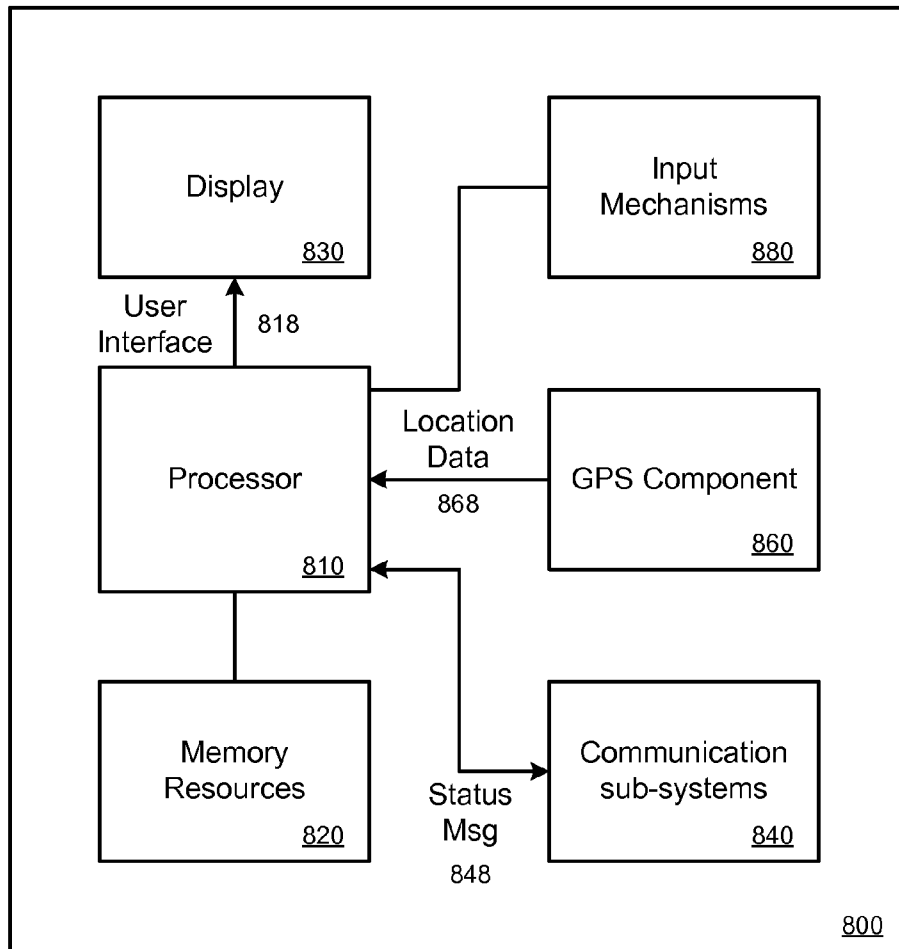 Display
830
Input
Mechanisms
880
User
Interface
818
Processor
810
Location
Data
868
GPS Component
860
Memory
Resources
820
Status
Msg
848
Communication
sub-systems
840
800